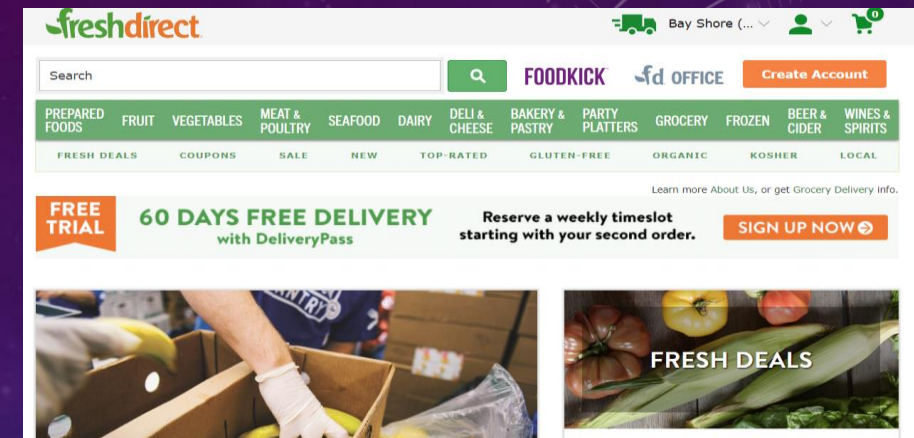 freshdirect
Bay Shore (...
0
Search
FOODKICK
fd OFFICE
Create Account
PREPARED FOODS FRUIT VEGETABLES MEAT & POULTRY SEAFOOD DAIRY DELI & CHEESE BAKERY & PASTRY PARTY PLATTERS GROCERY FROZEN BEER & CIDER WINES & SPIRITS
FRESH DEALS COUPONS SALE NEW TOP-RATED GLUTEN-FREE ORGANIC KOSHER LOCAL
Learn more About Us, or get Grocery Delivery info.
FREE
TRIAL
60 DAYS FREE DELIVERY
with DeliveryPass
Reserve a weekly timeslot
starting with your second order.
SIGN UP NOW
ANTRY
FRESH DEALS